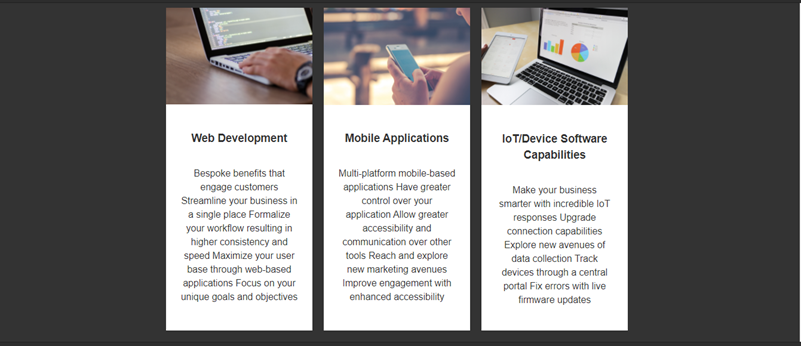 Web Development
Bespoke benefits that
engage customers
Streamline your business in
a single place Formalize
your workflow resulting in
higher consistency and
speed Maximize your user
base through web-based
applications Focus on your
unique goals and objectives
Mobile Applications
Multi-platform mobile-based
applications Have greater
control over your
application Allow greater
accessibility and
communication over other
tools Reach and explore
new marketing avenues
Improve engagement with
enhanced accessibility
IoT/Device Software
Capabilities
Make your business
smarter with incredible IoT
responses Upgrade
connection capabilities
Explore new avenues of
data collection Track
devices through a central
portal Fix errors with live
firmware updates